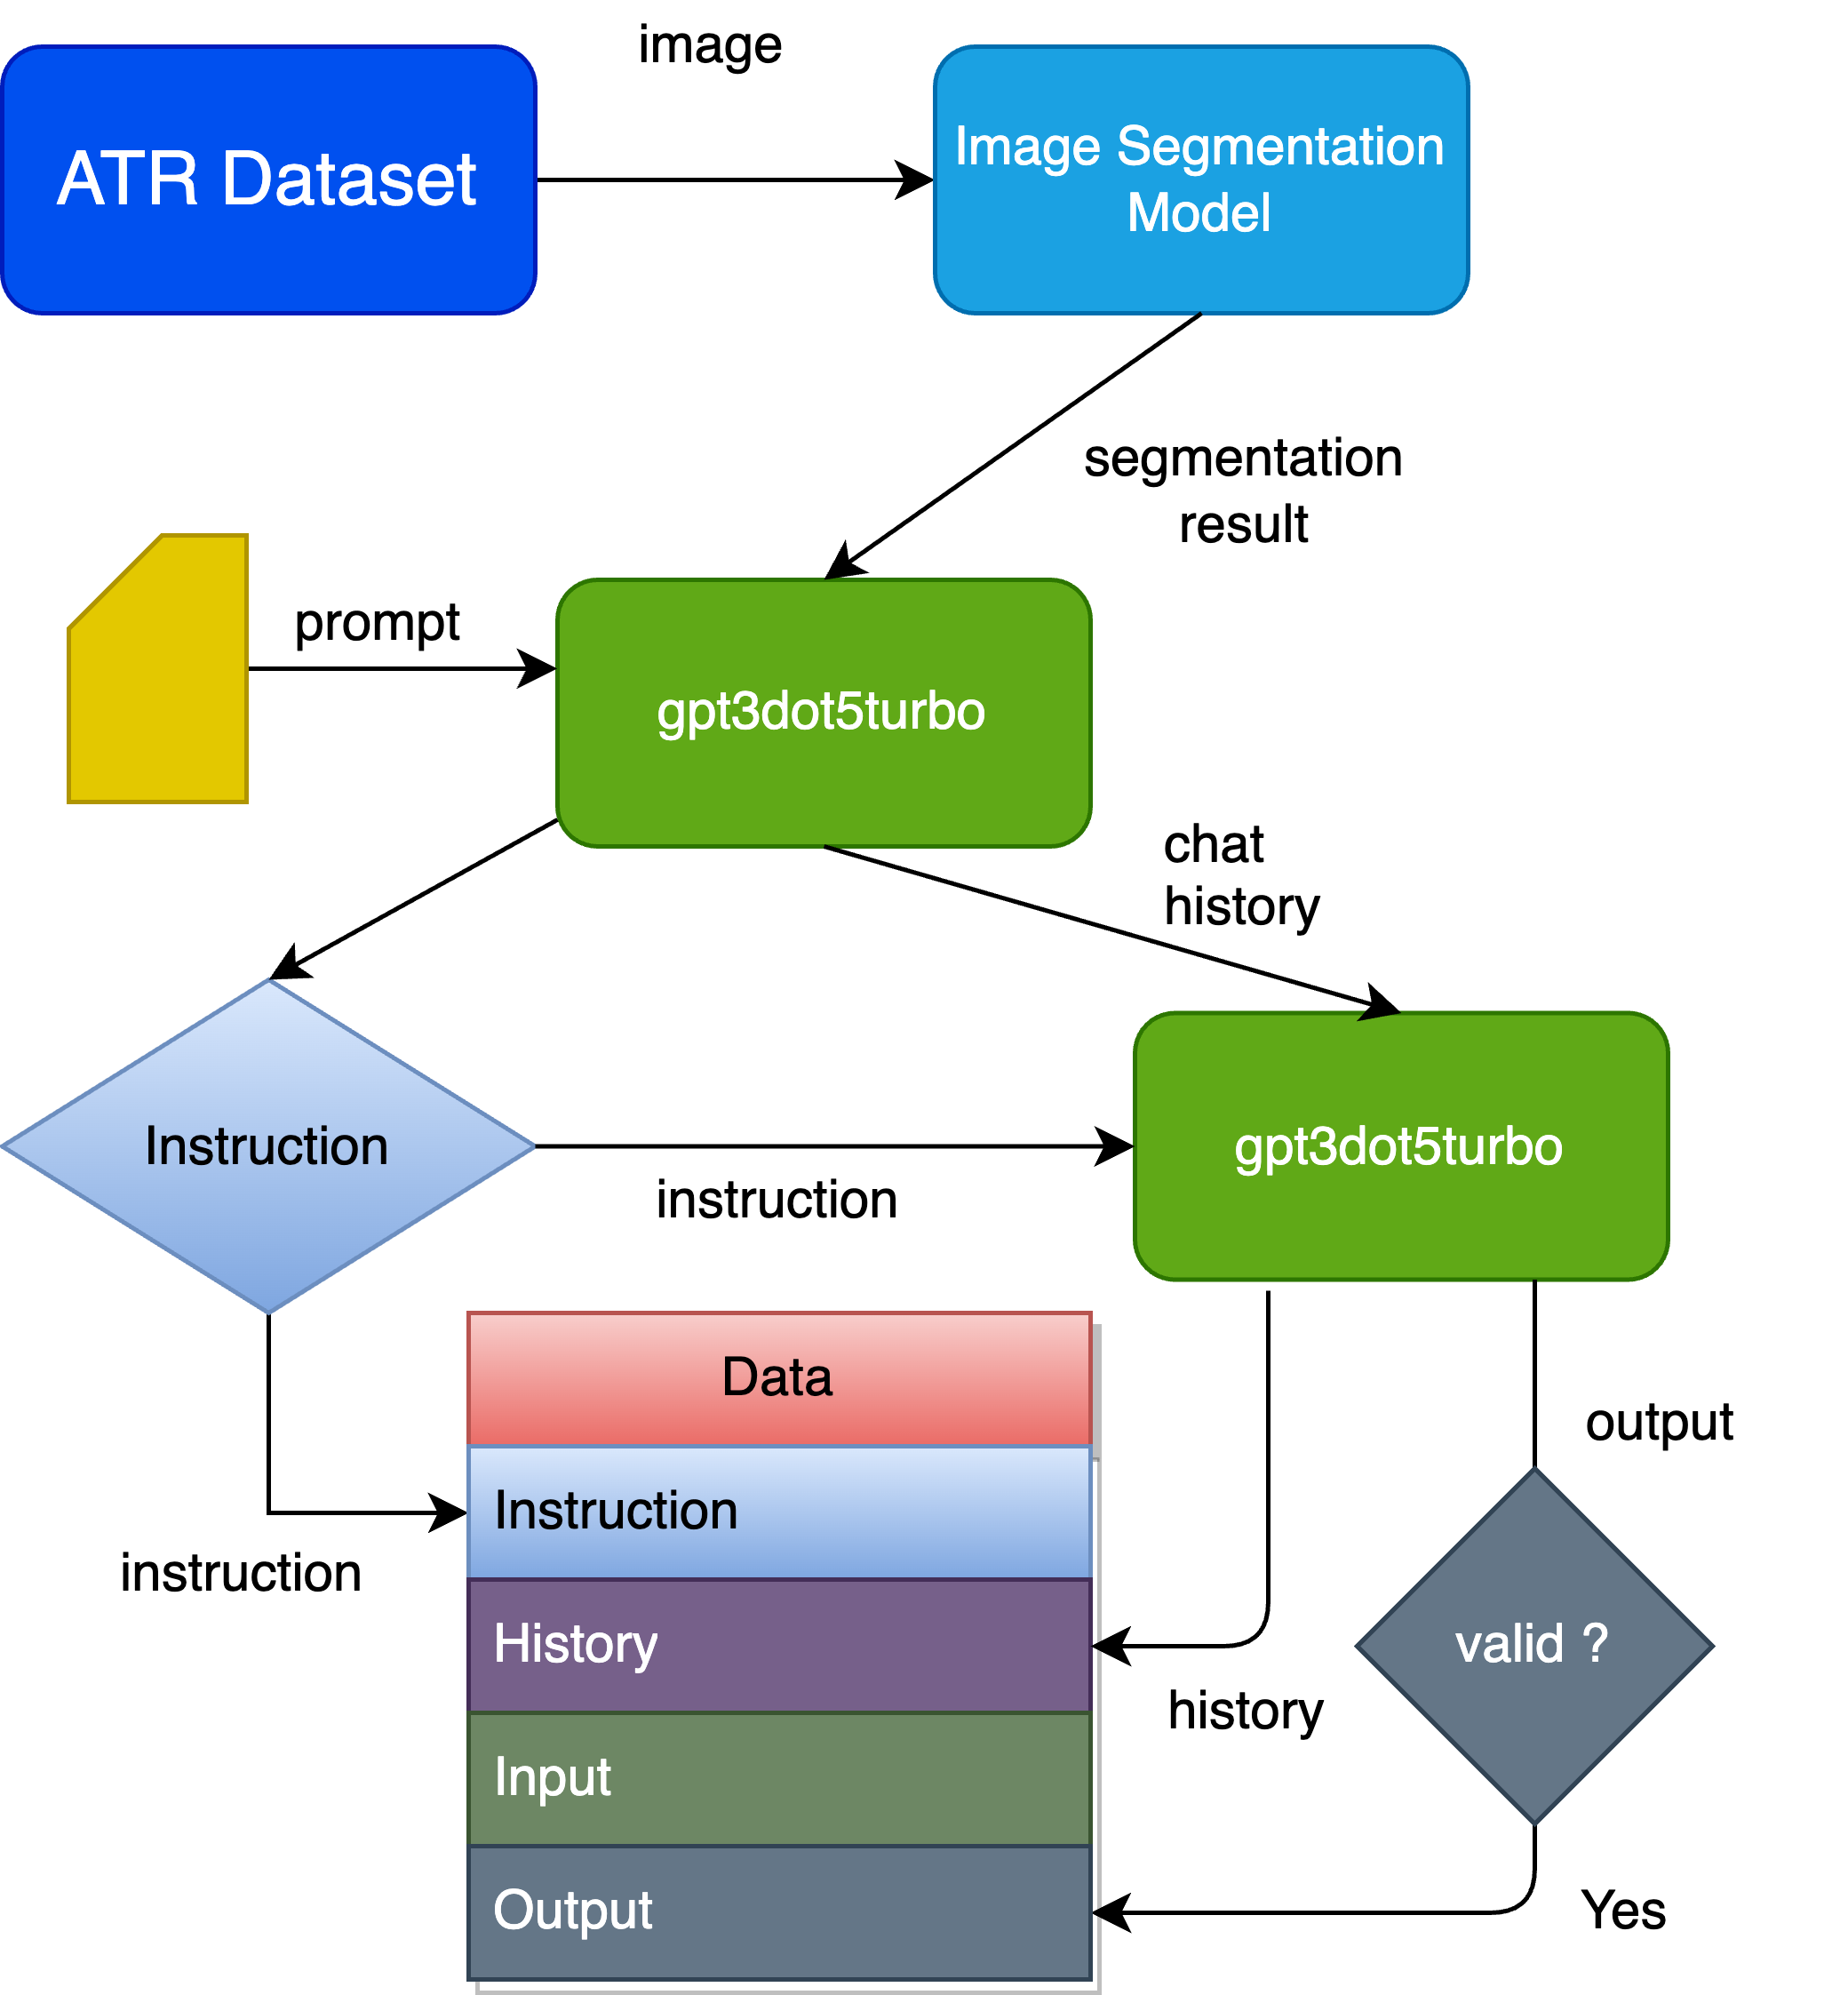 image
ATR Dataset
Image Segmentation
Model
segmentation
result
prompt
gpt3dot5turbo
chat
history
Instruction
instruction
gpt3dot5turbo
Data
output
Instruction
instruction
History
valid ?
history
Input
Output
Yes